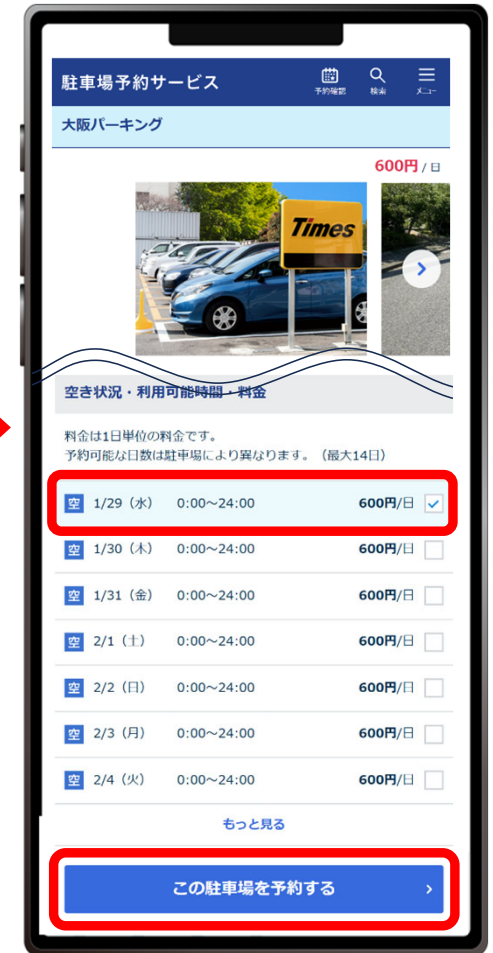 駐車場予約サービス
予約確認
検索
メニュー
大阪パーキング
600円 / 日
Times
空き状況・利用可能時間・料金
料金は1日単位の料金です。
予約可能な日数は駐車場により異なります。（最大14日）
空 1/29（水） 0:00～24:00 600円/日
空 1/30（木） 0:00～24:00 600円/日
空 1/31（金） 0:00～24:00 600円/日
空 2/1（土） 0:00～24:00 600円/日
空 2/2（日） 0:00～24:00 600円/日
空 2/3（月） 0:00～24:00 600円/日
空 2/4（火） 0:00～24:00 600円/日
もっと見る
この駐車場を予約する